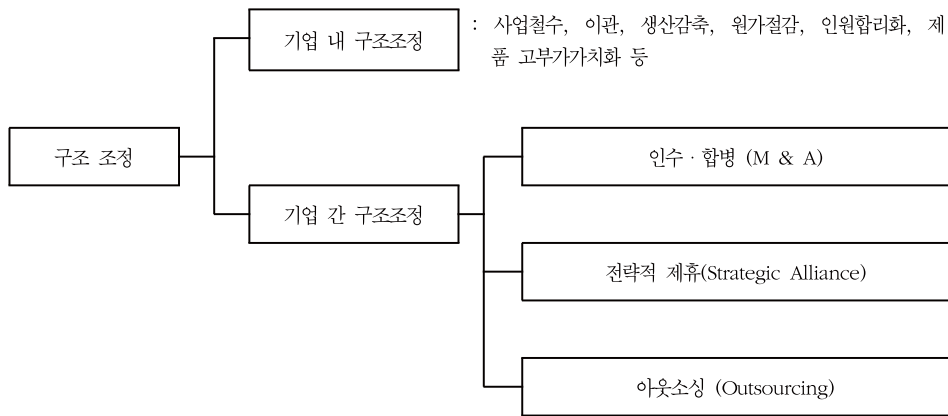 기업 내 구조조정
: 사업철수, 이관, 생산감축, 원가절감, 인원합리화, 제
품 고부가가치화 등
구조 조정
인수 · 합병 (M & A)
기업 간 구조조정
전략적 제휴(Strategic Alliance)
아웃소싱 (Outsourcing)